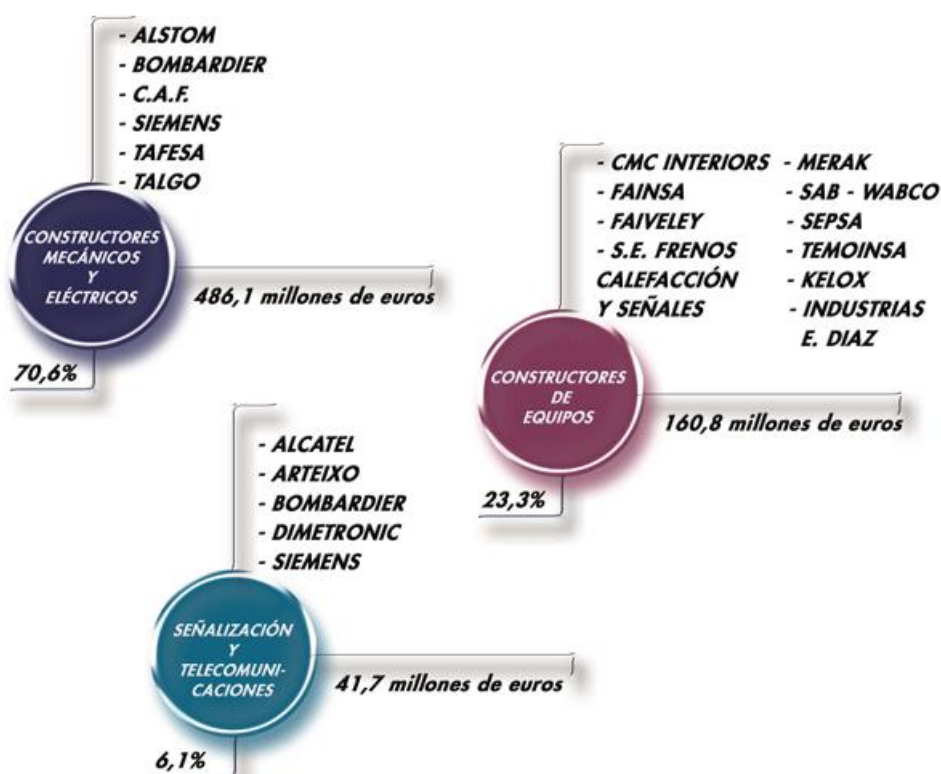 - ALSTOM
- BOMBARDIER
- C.A.F.
- SIEMENS
- TAFESA
- TALGO
CONSTRUCTORES
MECÁNICOS
Y
ELÉCTRICOS
486,1 millones de euros
70,6%
- CMC INTERIORS
- FAINSA
- FAIVELEY
- S.E. FRENOS
CALEFACCIÓN
Y SEÑALES
- MERAK
- SAB - WABCO
- SEPSA
- TEMOINSA
- KELOX
- INDUSTRIAS
E. DIAZ
CONSTRUCTORES
DE
EQUIPOS
160,8 millones de euros
23,3%
- ALCATEL
- ARTEIXO
- BOMBARDIER
- DIMETRONIC
- SIEMENS
SEÑALIZACIÓN
Y
TELECOMUNI-
CACIONES
41,7 millones de euros
6,1%